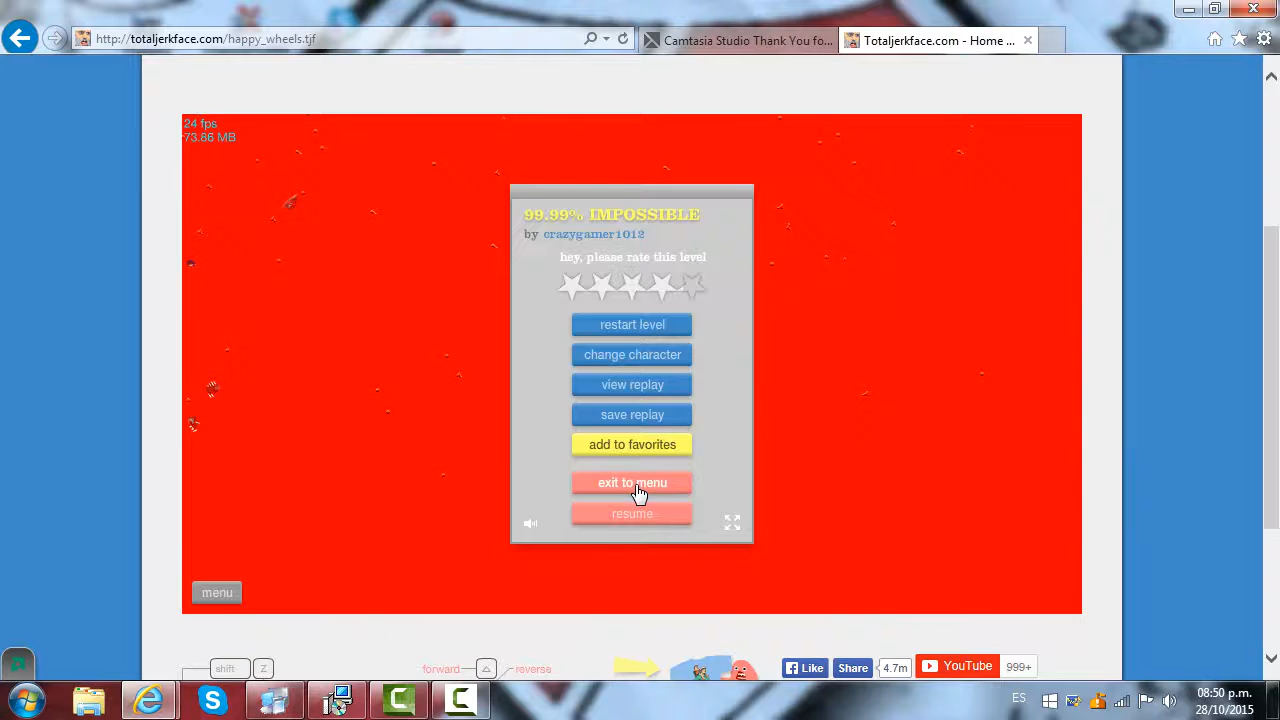 http://totaljerkface.com/happy_wheels.tjf
Camtasia Studio Thank You fo...
Totaljerkface.com - Home ...
24 fps
73.86 MB
99.99% IMPOSSIBLE
by crazygamer1012
hey, please rate this level
restart level
change character
view replay
save replay
add to favorites
exit to menu
resume
menu
shift
Z
forward
reverse
Like
Share
4.7m
YouTube
999+
ES
08:50 p.m.
28/10/2015